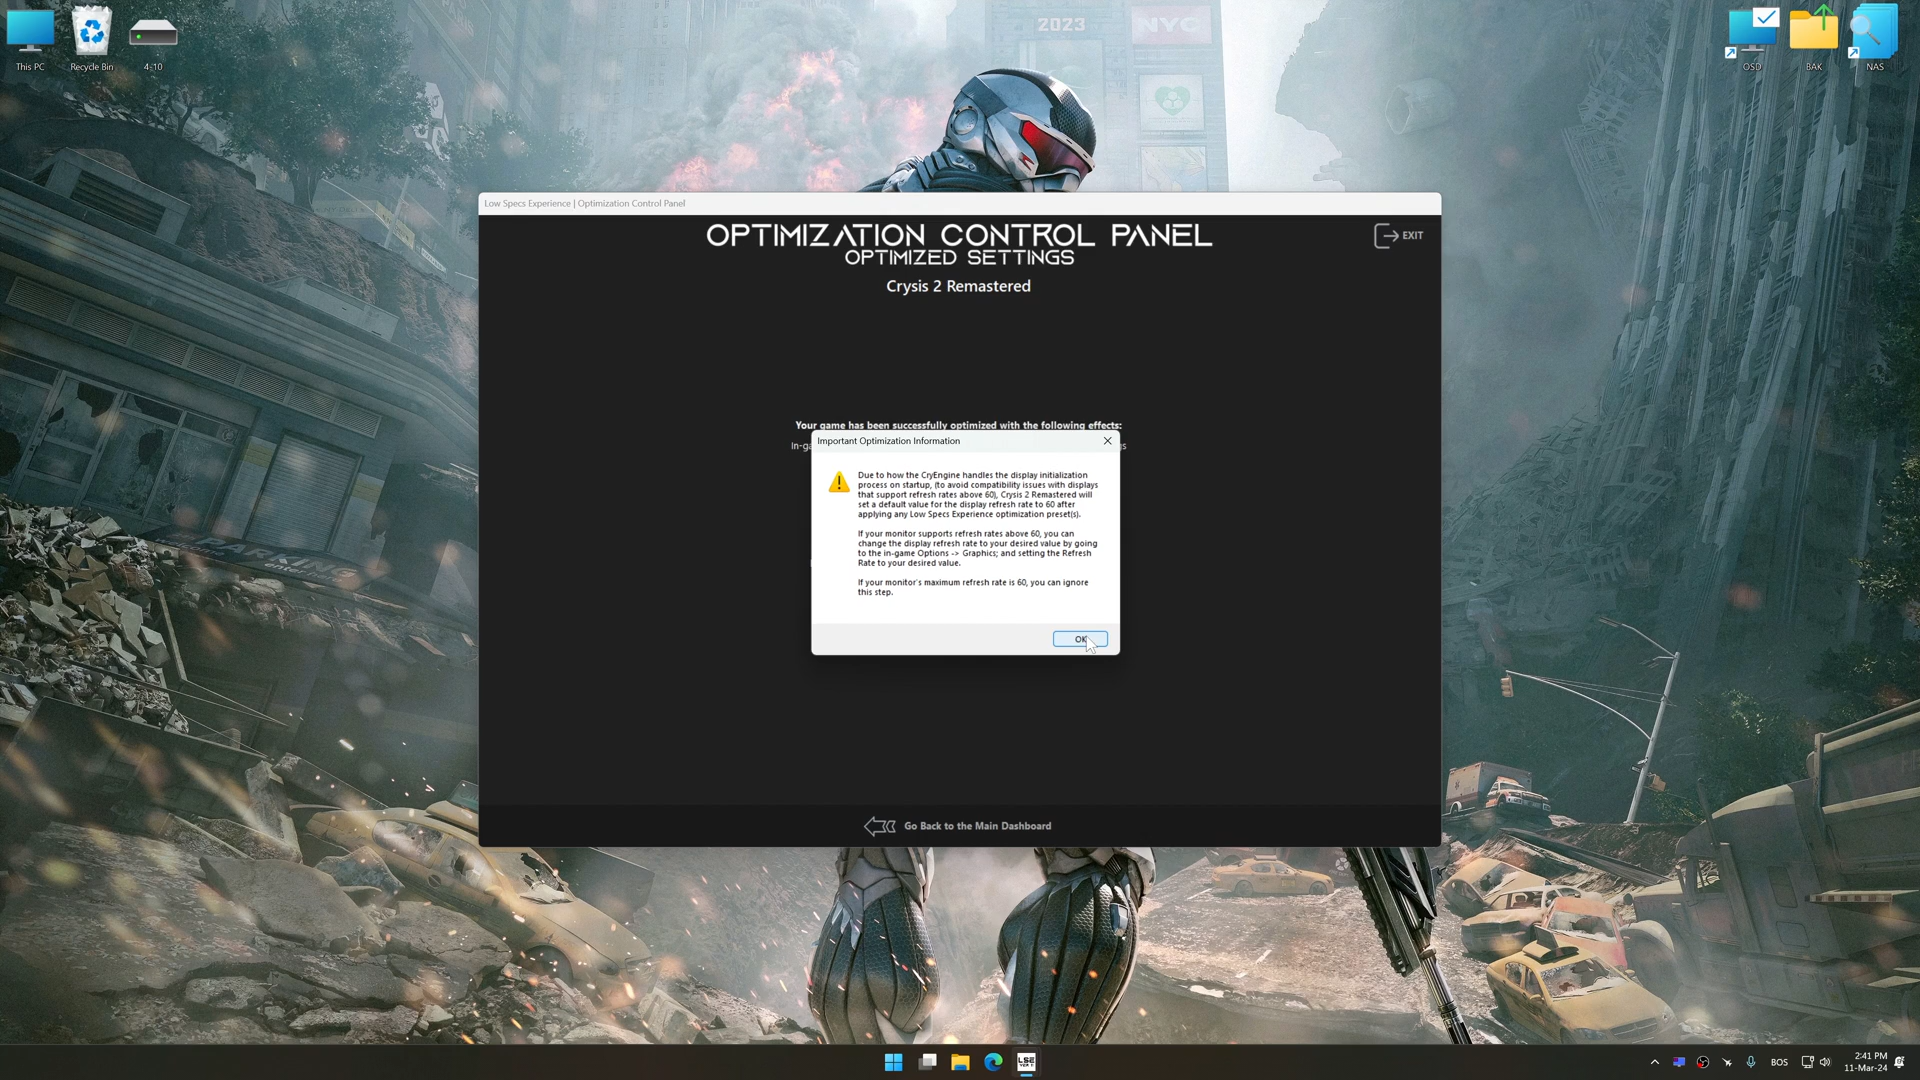 2023
NYC
This PC
Recycle Bin
4-10
OSD
BAK
NAS
Low Specs Experience | Optimization Control Panel
OPTIMIZATION CONTROL PANEL
EXIT
OPTIMIZED SETTINGS
Crysis 2 Remastered
Your game has been successfully optimized with the following effects:
Important Optimization Information
Due to how the CryEngine handles the display initialization
process on startup, (to avoid compatibility issues with displays
that support refresh rates above 60), Crysis 2 Remastered will
set a default value for the display refresh rate to 60 after
applying any Low Specs Experience optimization preset(s).
If your monitor supports refresh rates above 60, you can
change the display refresh rate to your desired value by going
to the in-game Options -> Graphics; and setting the Refresh
Rate to your desired value.
If your monitor's maximum refresh rate is 60, you can ignore
this step.
OK
PARKING
Go Back to the Main Dashboard
LSE
BOS
2:41 PM
11-Mar-24